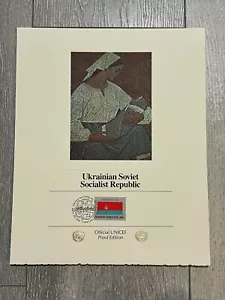 Ukrainian Soviet
Socialist Republic
Official UNICEF
Proof Edition